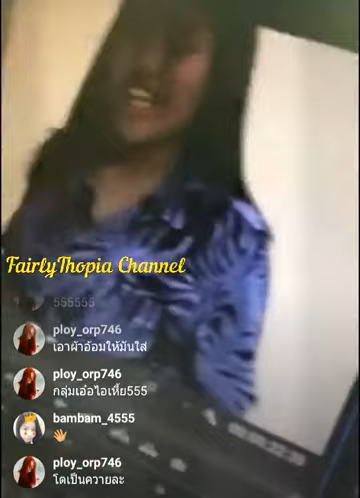 FairlyThopia Channel
555555
ploy_orp746
เอาผ้าอ้อมให้มันใส่
ploy_orp746
กลุ่มเอ๋อไอเหี้ย555
bambam_4555
👋
ploy_orp746
โดเป็นควายละ